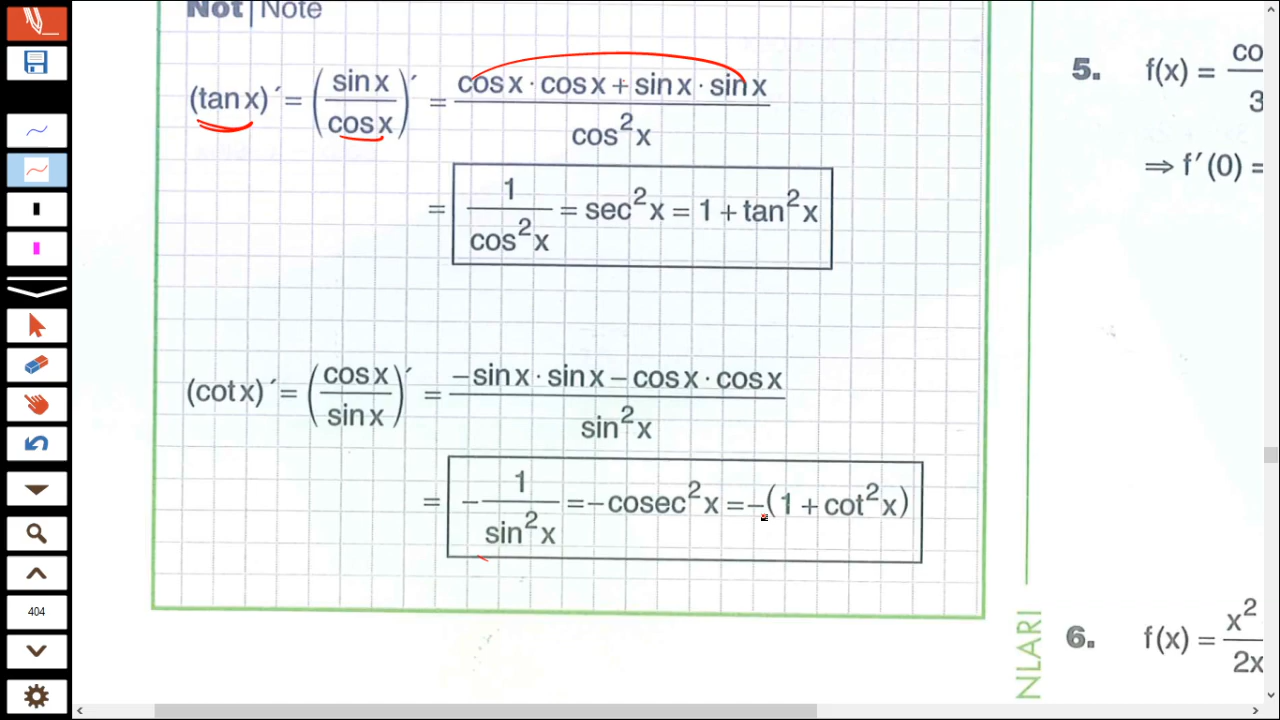 Not | Note
(tan x)´ = (sin x / cos x)´ = (cos x · cos x + sin x · sin x) / cos²x
= 1 / cos²x = sec²x = 1 + tan²x
(cot x)´ = (cos x / sin x)´ = (−sin x · sin x − cos x · cos x) / sin²x
= − 1 / sin²x = −cosec²x = −(1 + cot²x)
5. f(x) = co / 3
⇒ f′(0) =
NLARI
6. f(x) = x² / 2x
404